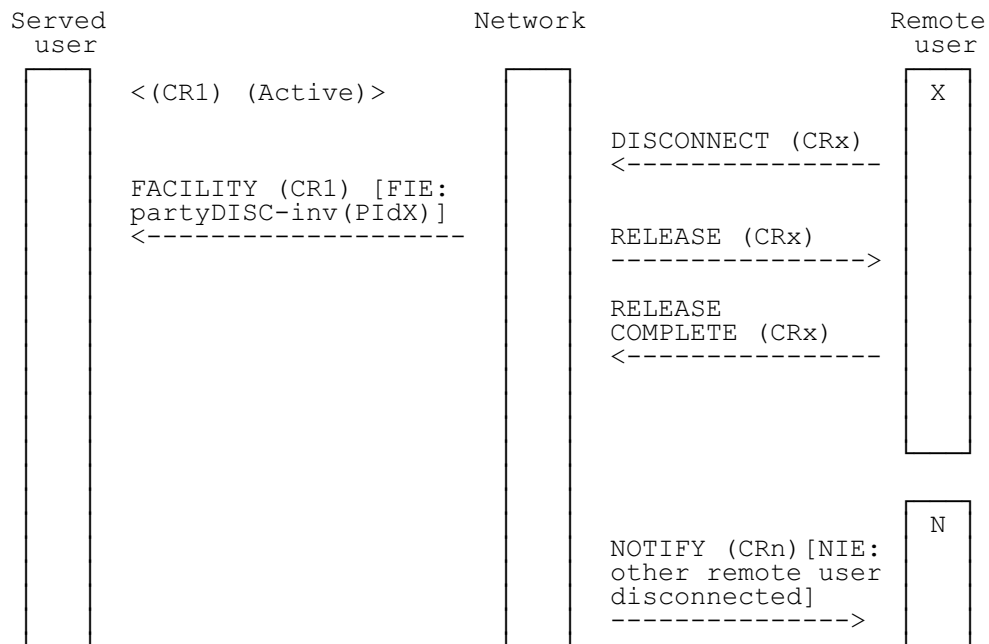 Served Network Remote
user user
<(CR1) (Active)> X
DISCONNECT (CRx)
<-----------------
FACILITY (CR1) [FIE:
partyDISC-inv(PIdX)]
<---------------------
RELEASE (CRx)
---------------->
RELEASE
COMPLETE (CRx)
<----------------
N
NOTIFY (CRn)[NIE:
other remote user
disconnected]
--------------->